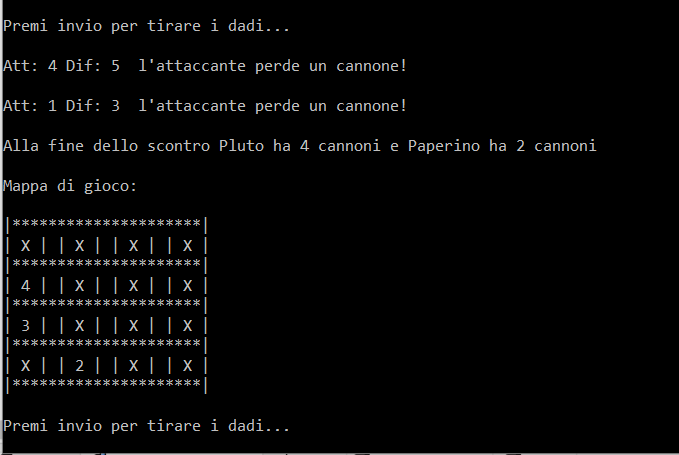 Premi invio per tirare i dadi...
Att: 4 Dif: 5  l'attaccante perde un cannone!
Att: 1 Dif: 3  l'attaccante perde un cannone!
Alla fine dello scontro Pluto ha 4 cannoni e Paperino ha 2 cannoni
Mappa di gioco:
|*********************|
| X | | X | | X | | X |
|*********************|
| 4 | | X | | X | | X |
|*********************|
| 3 | | X | | X | | X |
|*********************|
| X | | 2 | | X | | X |
|*********************|
Premi invio per tirare i dadi...